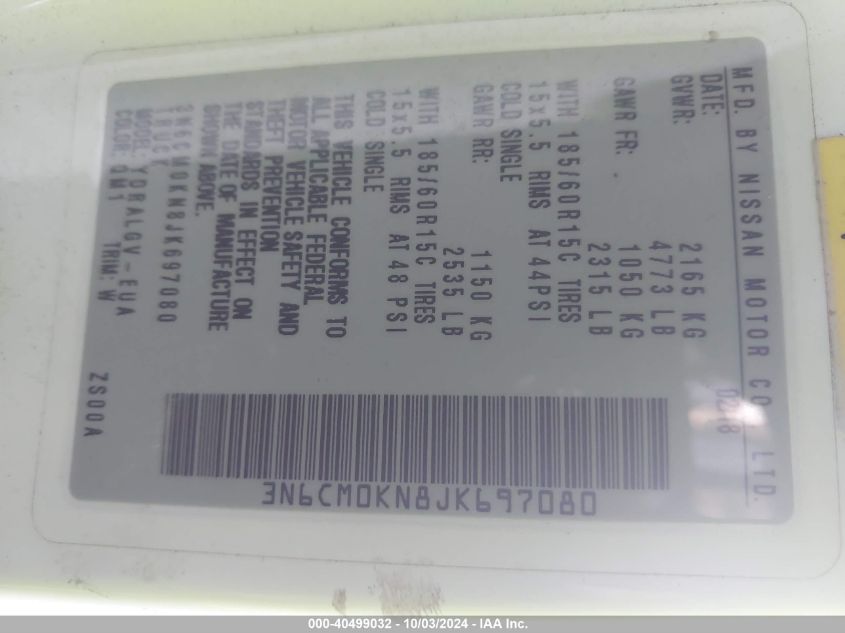 MFD. BY NISSAN MOTOR CO., LTD.
DATE: 02/18
GVWR: 2165 KG
4773 LB
GAWR FR: 1050 KG
2315 LB
WITH 185/60R15C TIRES
15x5.5 RIMS AT 44PSI
COLD SINGLE
GAWR RR: 1150 KG
2535 LB
WITH 185/60R15C TIRES
15x5.5 RIMS AT 48 PSI
COLD SINGLE
THIS VEHICLE CONFORMS TO
ALL APPLICABLE FEDERAL
MOTOR VEHICLE SAFETY AND
THEFT PREVENTION
STANDARDS IN EFFECT ON
THE DATE OF MANUFACTURE
SHOWN ABOVE.
3N6CM0KN8JK697080
TRUCK
MODEL: YDRALGV-EUA
COLOR: QM1 TRIM: W
ZS00A
3N6CM0KN8JK697080
000-40499032 - 10/03/2024 - IAA Inc.